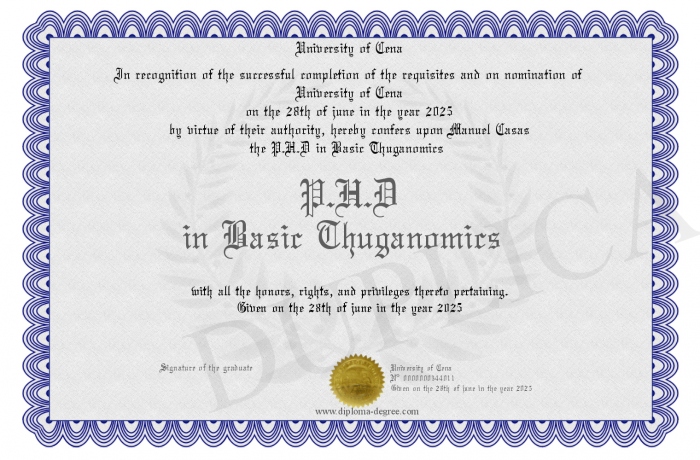 University of Cena
In recognition of the successful completion of the requisites and on nomination of
University of Cena
on the 28th of june in the year 2025
by virtue of their authority, hereby confers upon Manuel Casas
the P.H.D in Basic Thuganomics
P.H.D
in Basic Thuganomics
with all the honors, rights, and privileges thereto pertaining.
Given on the 28th of june in the year 2025
DUPLICA
Signature of the graduate
University of Cena
Given on the 28th of june in the year 2025
www.diploma-degree.com